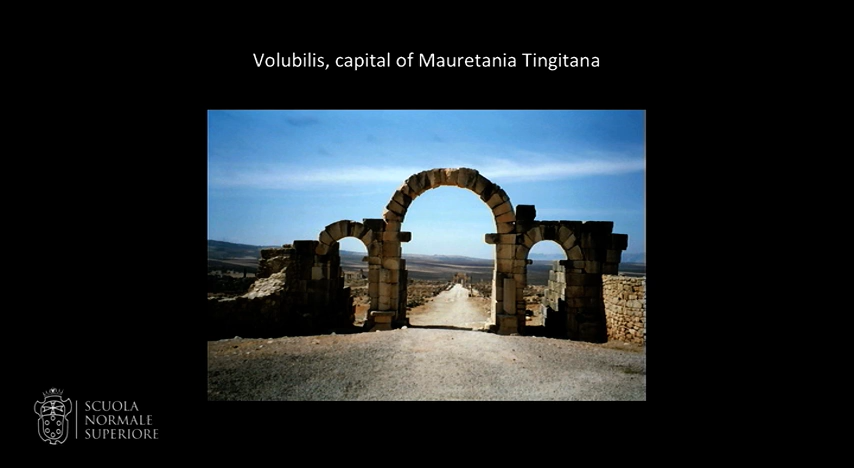 Volubilis, capital of Mauretania Tingitana
SCUOLA
NORMALE
SUPERIORE